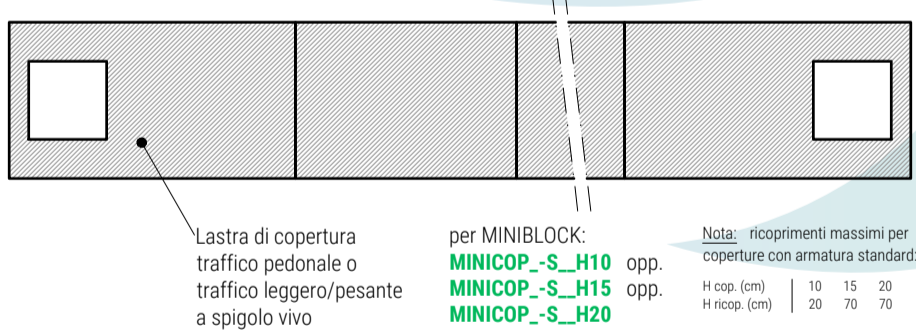 Lastra di copertura
traffico pedonale o
traffico leggero/pesante
a spigolo vivo
per MINIBLOCK:
MINICOP_-S__H10 opp.
MINICOP_-S__H15 opp.
MINICOP_-S__H20
Nota: ricoprimenti massimi per
coperture con armatura standard:
H cop. (cm) 10 15 20
H ricop. (cm) 20 70 70